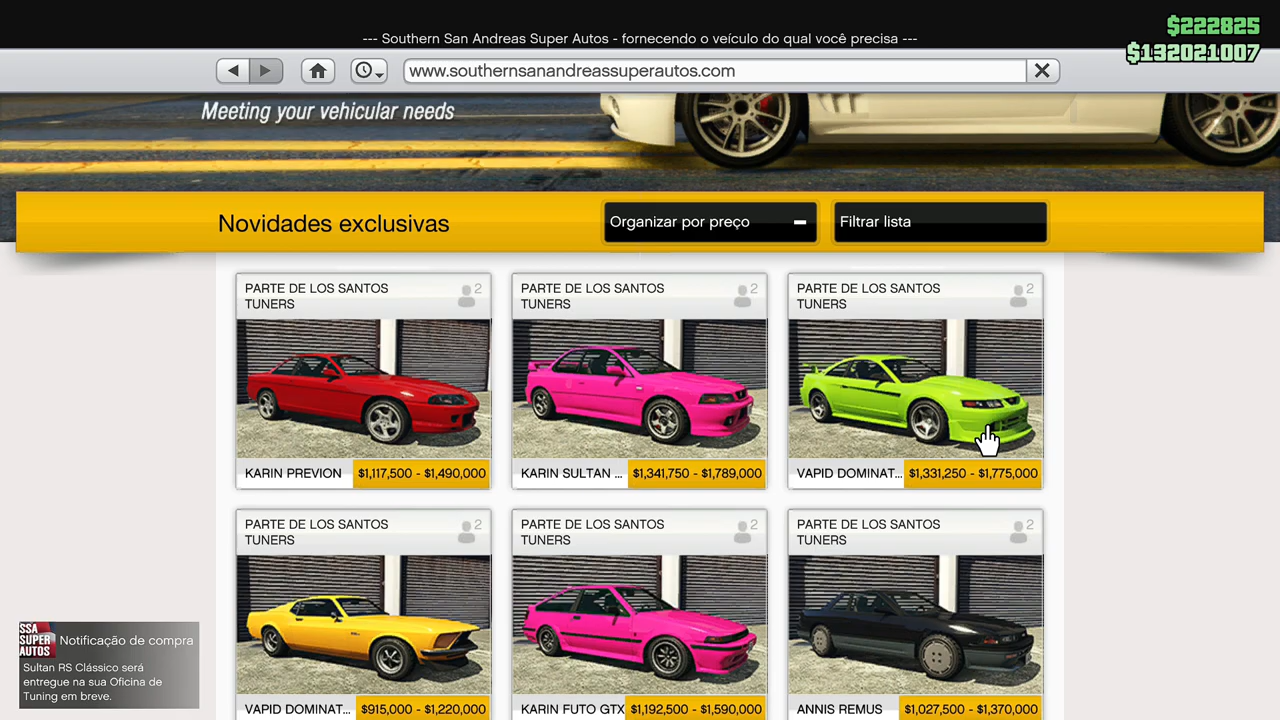 --- Southern San Andreas Super Autos - fornecendo o veículo do qual você precisa ---
$222825
$132021007
www.southernsanandreassuperautos.com
Meeting your vehicular needs
Novidades exclusivas
Organizar por preço
Filtrar lista
PARTE DE LOS SANTOS
TUNERS
2
KARIN PREVION
$1,117,500 - $1,490,000
PARTE DE LOS SANTOS
TUNERS
2
KARIN SULTAN ...
$1,341,750 - $1,789,000
PARTE DE LOS SANTOS
TUNERS
2
VAPID DOMINAT...
$1,331,250 - $1,775,000
PARTE DE LOS SANTOS
TUNERS
2
VAPID DOMINAT...
$915,000 - $1,220,000
PARTE DE LOS SANTOS
TUNERS
2
KARIN FUTO GTX
$1,192,500 - $1,590,000
PARTE DE LOS SANTOS
TUNERS
2
ANNIS REMUS
$1,027,500 - $1,370,000
SSA
SUPER
AUTOS
Notificação de compra
Sultan RS Clássico será
entregue na sua Oficina de
Tuning em breve.